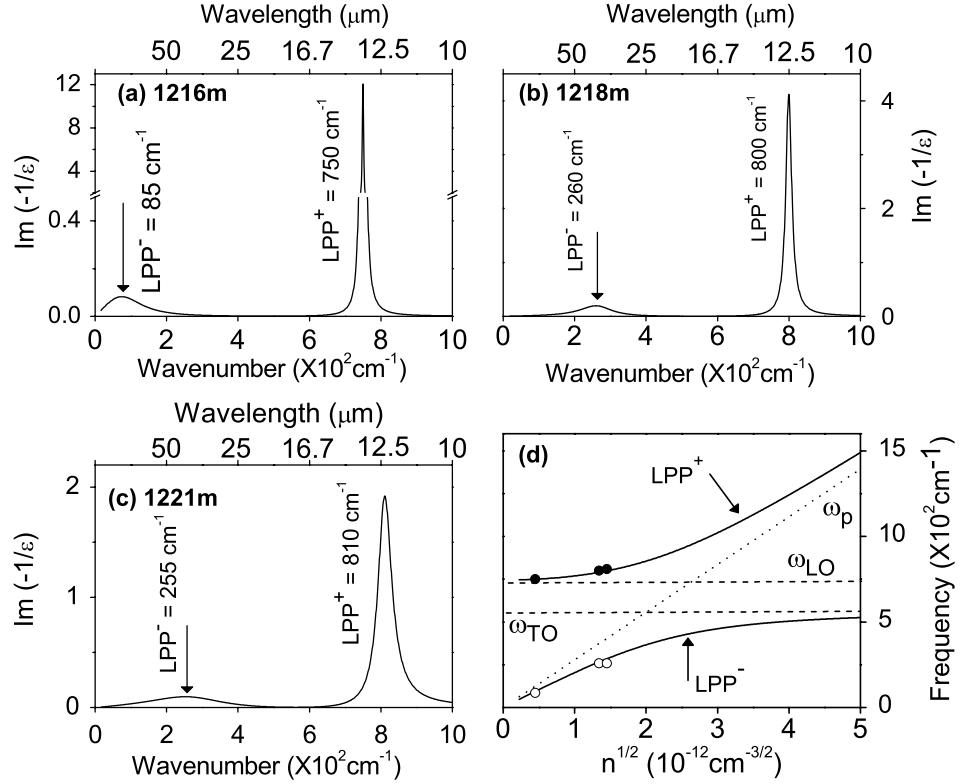 Wavelength (μm)
50 25 16.7 12.5 10
12
8
4
0.4
0.0
Im (-1/ε)
(a) 1216m
LPP⁻ = 85 cm⁻¹
LPP⁺ = 750 cm⁻¹
0 2 4 6 8 10
Wavenumber (X10²cm⁻¹)
Wavelength (μm)
50 25 16.7 12.5 10
(b) 1218m
LPP⁻ = 260 cm⁻¹
LPP⁺ = 800 cm⁻¹
4
2
0
Im (-1/ε)
0 2 4 6 8 10
Wavenumber (X10²cm⁻¹)
Wavelength (μm)
50 25 16.7 12.5 10
2
1
0
Im (-1/ε)
(c) 1221m
LPP⁻ = 255 cm⁻¹
LPP⁺ = 810 cm⁻¹
0 2 4 6 8 10
Wavenumber (X10²cm⁻¹)
(d)
LPP⁺
ωp
ωLO
ωTO
LPP⁻
15
10
5
0
Frequency (X10²cm⁻¹)
0 1 2 3 4 5
n¹ᐟ² (10⁻¹²cm⁻³ᐟ²)